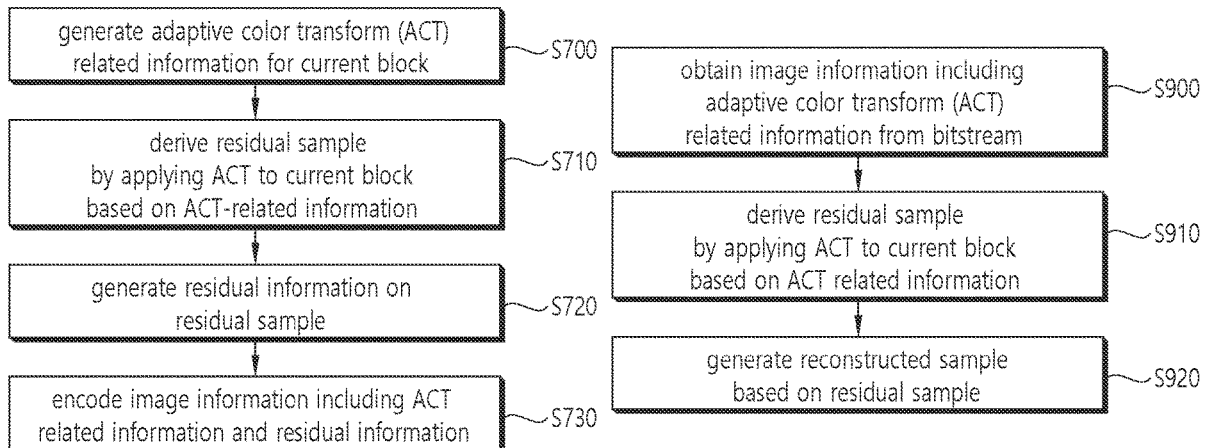 generate adaptive color transform (ACT)
related information for current block
S700
derive residual sample
by applying ACT to current block
based on ACT-related information
S710
generate residual information on
residual sample
S720
encode image information including ACT
related information and residual information
S730
obtain image information including
adaptive color transform (ACT)
related information from bitstream
S900
derive residual sample
by applying ACT to current block
based on ACT related information
S910
generate reconstructed sample
based on residual sample
S920